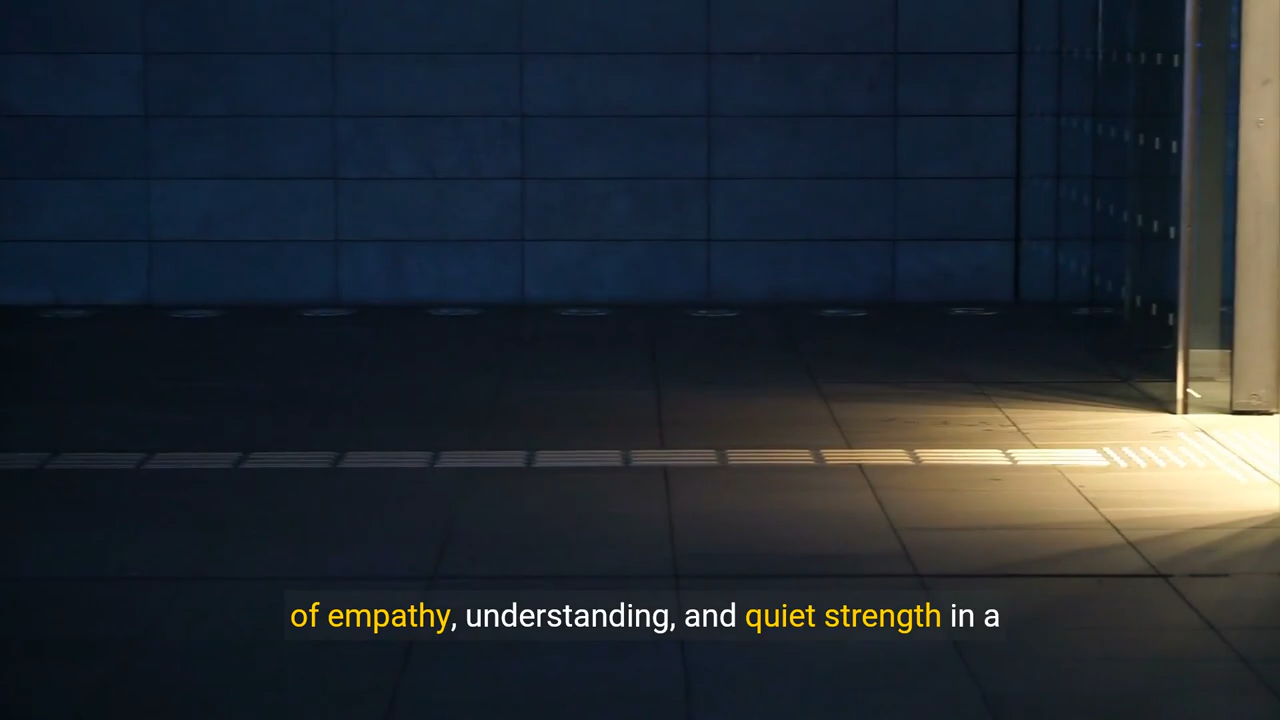 of empathy, understanding, and quiet strength in a